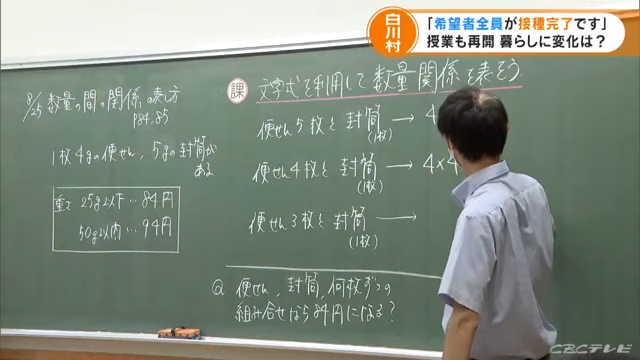 白川村
「希望者全員が接種完了です」
授業も再開 暮らしに変化は？
8/25 数量の間の関係の表し方
P84,85
1枚4gの便せん、5gの封筒が
ある
重さ 25g以下…84円
50g以内…94円
課 文字式を利用して数量関係を表そう
便せん5枚と封筒 → 4
(1枚)
便せん4枚と封筒 → 4×4
(1枚)
便せん3枚と封筒 →
(1枚)
Q 便せん、封筒、何枚ずつの
組み合せなら84円になる？
CBCテレビ